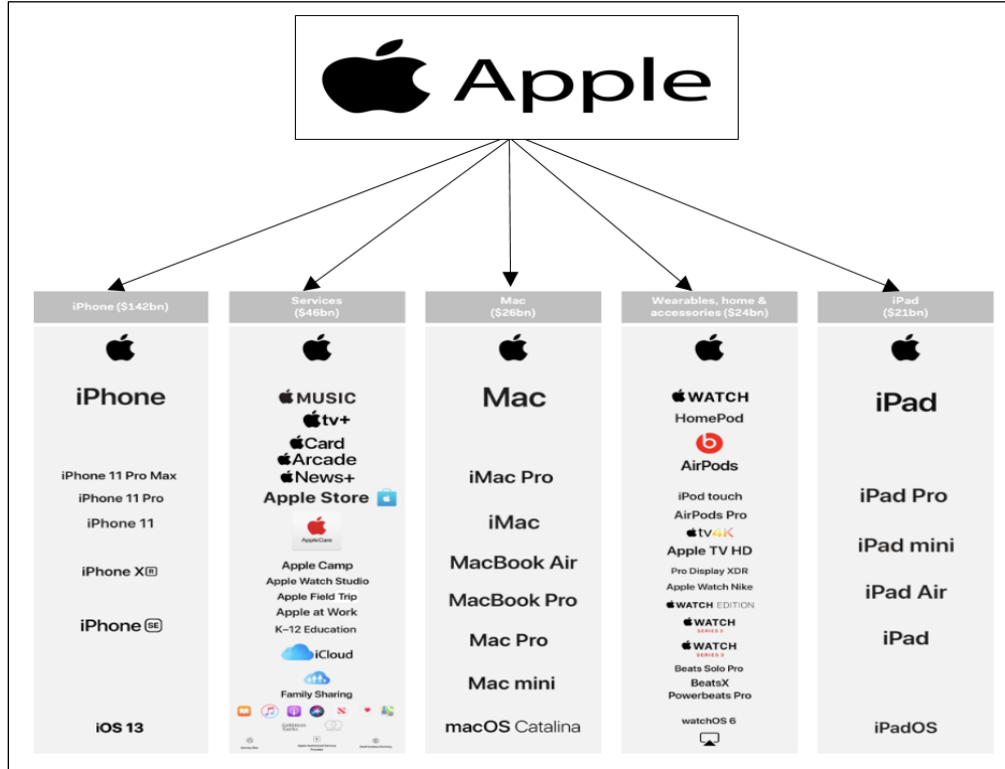 Apple
iPhone ($142bn)
iPhone
iPhone 11 Pro Max
iPhone 11 Pro
iPhone 11
iPhone XR
iPhone SE
iOS 13
Services
($46bn)
MUSIC
tv+
Card
Arcade
News+
Apple Store
AppleCare
Apple Camp
Apple Watch Studio
Apple Field Trip
Apple at Work
K–12 Education
iCloud
Family Sharing
Mac
($26bn)
Mac
iMac Pro
iMac
MacBook Air
MacBook Pro
Mac Pro
Mac mini
macOS Catalina
Wearables, home &
accessories ($24bn)
WATCH
HomePod
AirPods
iPod touch
AirPods Pro
tv4K
Apple TV HD
Pro Display XDR
Apple Watch Nike
WATCH EDITION
WATCH
SERIES 3
WATCH
SERIES 3
Beats Solo Pro
BeatsX
Powerbeats Pro
watchOS 6
iPad
($21bn)
iPad
iPad Pro
iPad mini
iPad Air
iPad
iPadOS